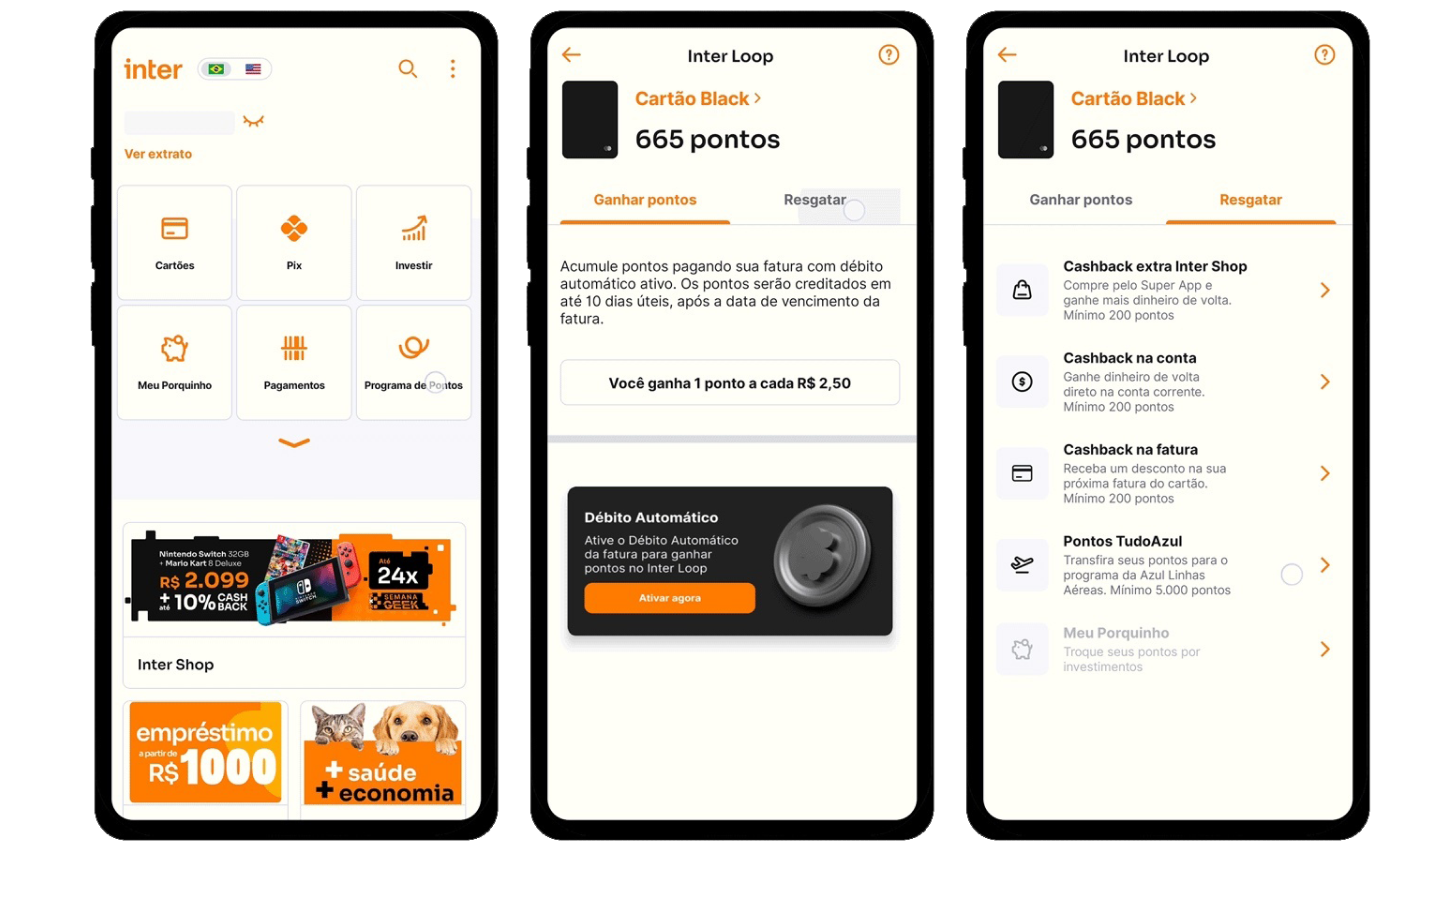 inter
Ver extrato
Cartões
Pix
Investir
Meu Porquinho
Pagamentos
Programa de Pontos
Nintendo Switch 32GB
+ Mario Kart 8 Deluxe
R$ 2.099
+ até 10% CASH BACK
Até
24x
SEMANA
GEEK
NINTENDO
SWITCH
Inter Shop
empréstimo
a partir de
R$ 1000
+ saúde
+ economia
Inter Loop
Cartão Black
665 pontos
Ganhar pontos
Resgatar
Acumule pontos pagando sua fatura com débito
automático ativo. Os pontos serão creditados em
até 10 dias úteis, após a data de vencimento da
fatura.
Você ganha 1 ponto a cada R$ 2,50
Débito Automático
Ative o Débito Automático
da fatura para ganhar
pontos no Inter Loop
Ativar agora
Inter Loop
Cartão Black
665 pontos
Ganhar pontos
Resgatar
Cashback extra Inter Shop
Compre pelo Super App e
ganhe mais dinheiro de volta.
Mínimo 200 pontos
Cashback na conta
Ganhe dinheiro de volta
direto na conta corrente.
Mínimo 200 pontos
Cashback na fatura
Receba um desconto na sua
próxima fatura do cartão.
Mínimo 200 pontos
Pontos TudoAzul
Transfira seus pontos para o
programa da Azul Linhas
Aéreas. Mínimo 5.000 pontos
Meu Porquinho
Troque seus pontos por
investimentos